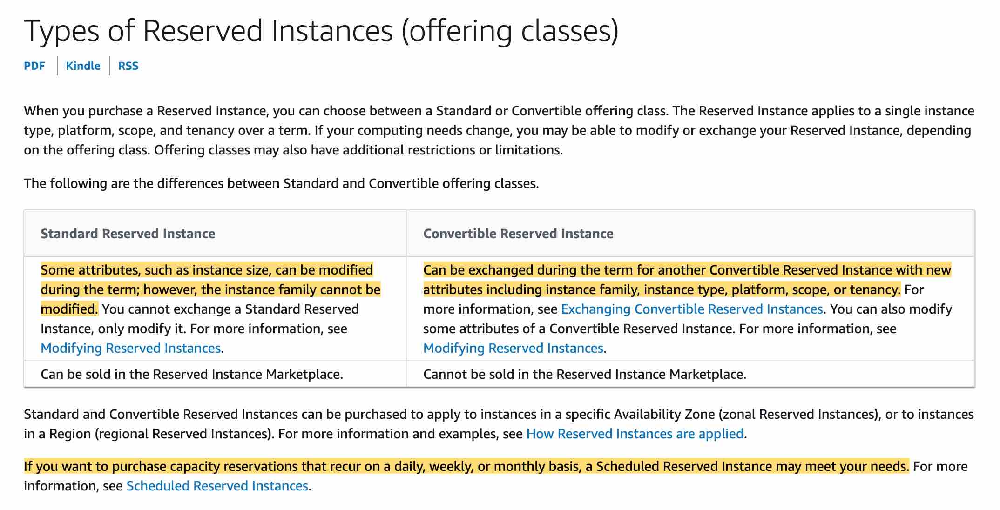 Types of Reserved Instances (offering classes)
PDF
Kindle
RSS
When you purchase a Reserved Instance, you can choose between a Standard or Convertible offering class. The Reserved Instance applies to a single instance
type, platform, scope, and tenancy over a term. If your computing needs change, you may be able to modify or exchange your Reserved Instance, depending
on the offering class. Offering classes may also have additional restrictions or limitations.
The following are the differences between Standard and Convertible offering classes.
Standard Reserved Instance
Convertible Reserved Instance
Some attributes, such as instance size, can be modified
during the term; however, the instance family cannot be
modified. You cannot exchange a Standard Reserved
Instance, only modify it. For more information, see
Modifying Reserved Instances.
Can be exchanged during the term for another Convertible Reserved Instance with new
attributes including instance family, instance type, platform, scope, or tenancy. For
more information, see Exchanging Convertible Reserved Instances. You can also modify
some attributes of a Convertible Reserved Instance. For more information, see
Modifying Reserved Instances.
Can be sold in the Reserved Instance Marketplace.
Cannot be sold in the Reserved Instance Marketplace.
Standard and Convertible Reserved Instances can be purchased to apply to instances in a specific Availability Zone (zonal Reserved Instances), or to instances
in a Region (regional Reserved Instances). For more information and examples, see How Reserved Instances are applied.
If you want to purchase capacity reservations that recur on a daily, weekly, or monthly basis, a Scheduled Reserved Instance may meet your needs. For more
information, see Scheduled Reserved Instances.